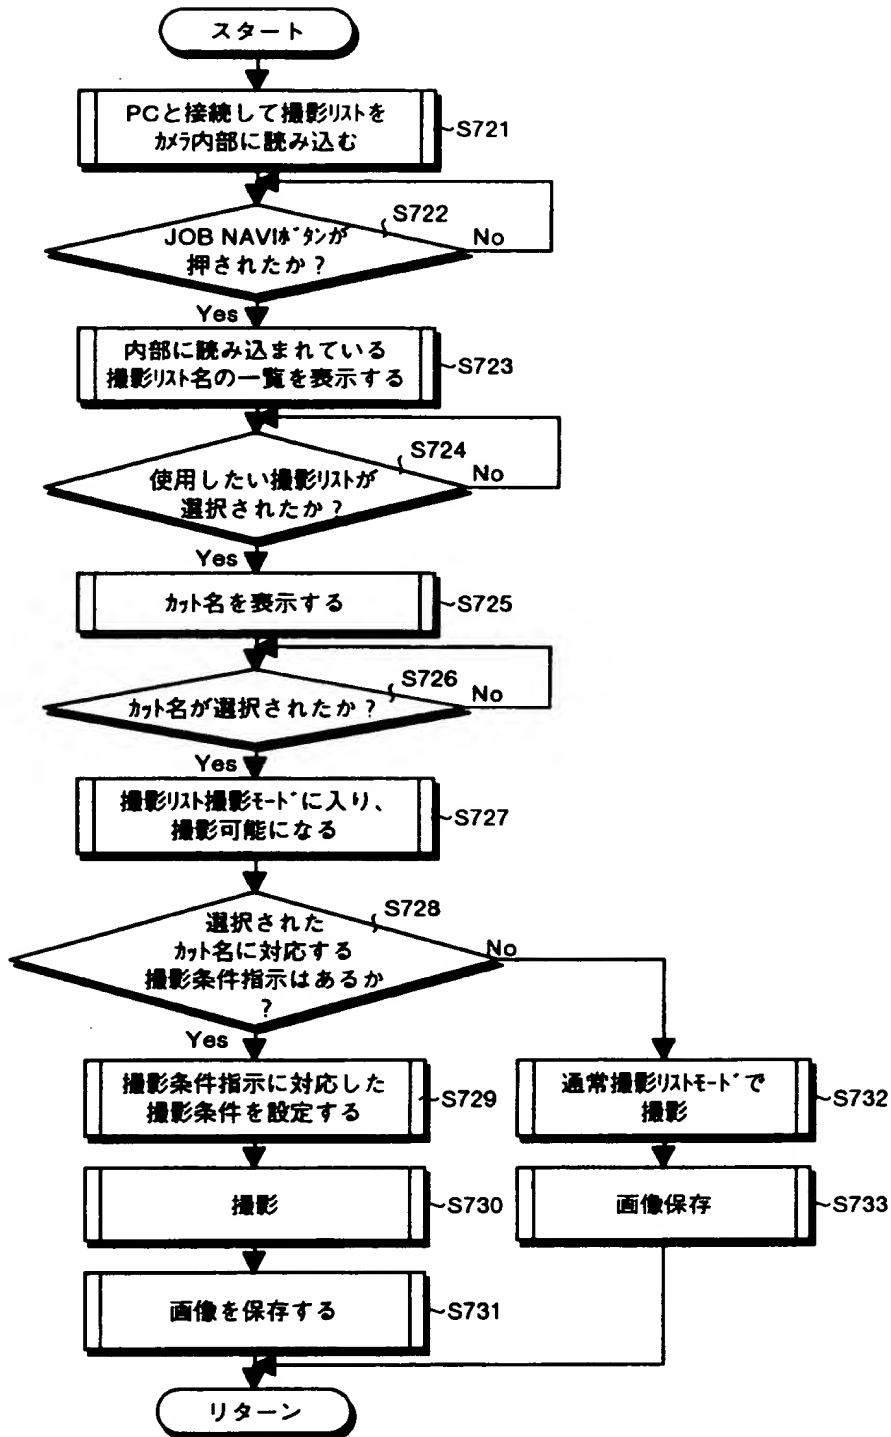 スタート
PCと接続して撮影リストを
カメラ内部に読み込む
S721
S722
JOB NAVIボタンが
押されたか?
No
Yes
内部に読み込まれている
撮影リスト名の一覧を表示する
S723
S724
使用したい撮影リストが
選択されたか?
No
Yes
カット名を表示する
S725
S726
カット名が選択されたか?
No
Yes
撮影リスト撮影モードに入り、
撮影可能になる
S727
S728
選択された
カット名に対応する
撮影条件指示はあるか
?
No
Yes
撮影条件指示に対応した
撮影条件を設定する
S729
通常撮影リストモードで
撮影
S732
撮影
S730
画像保存
S733
画像を保存する
S731
リターン